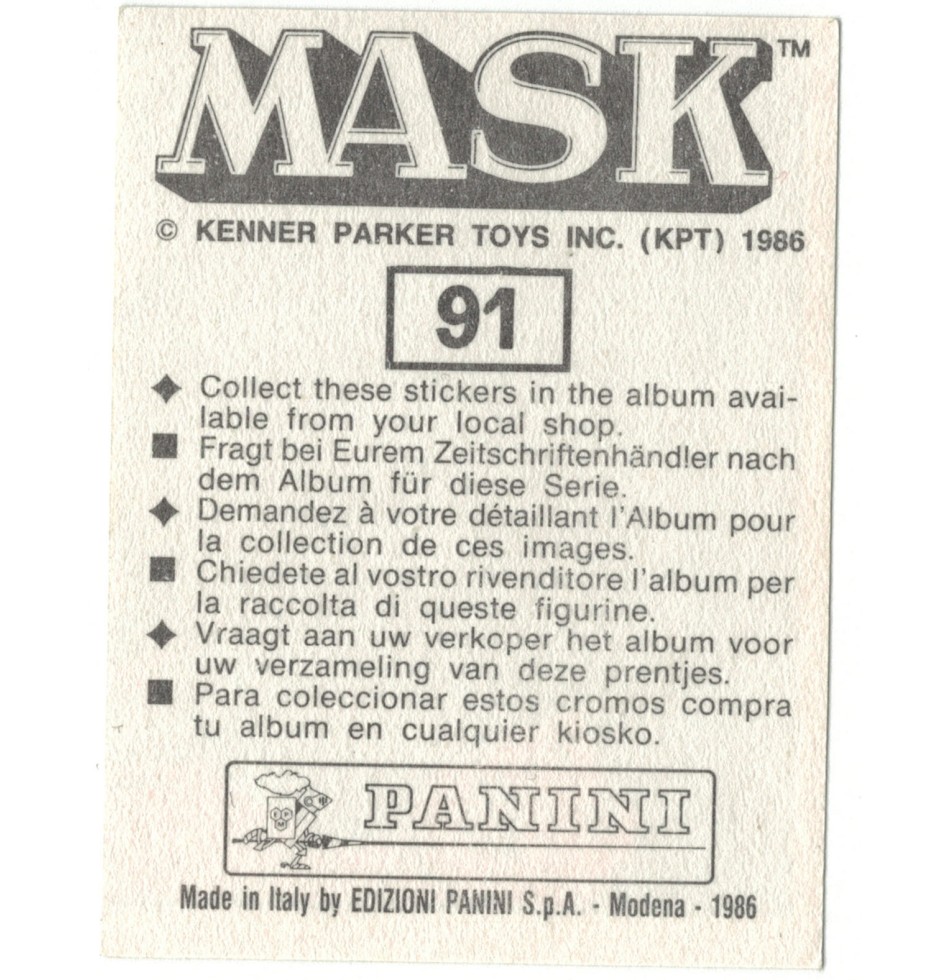 MASK™
© KENNER PARKER TOYS INC. (KPT) 1986
91
◆ Collect these stickers in the album avai-
lable from your local shop.
■ Fragt bei Eurem Zeitschriftenhändler nach
dem Album für diese Serie.
◆ Demandez à votre détaillant l'Album pour
la collection de ces images.
■ Chiedete al vostro rivenditore l'album per
la raccolta di queste figurine.
◆ Vraagt aan uw verkoper het album voor
uw verzameling van deze prentjes.
■ Para coleccionar estos cromos compra
tu album en cualquier kiosko.
PANINI
Made in Italy by EDIZIONI PANINI S.p.A. - Modena - 1986